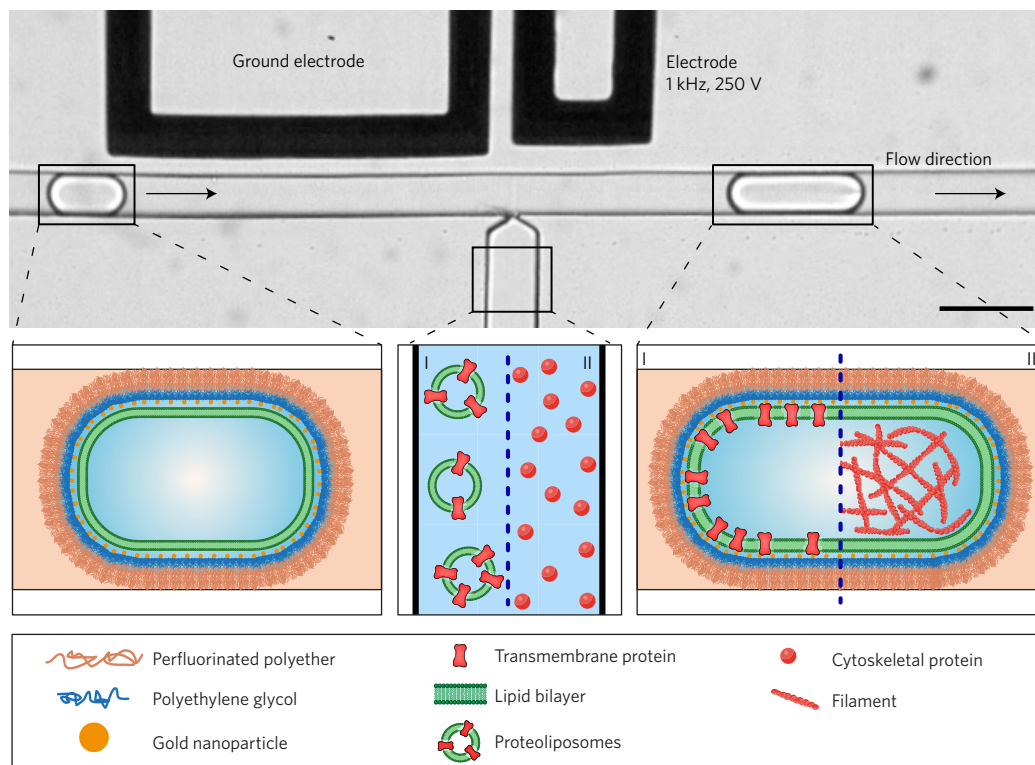 Ground electrode
Electrode
1 kHz, 250 V
Flow direction
I
II
I
II
Perfluorinated polyether
Transmembrane protein
Cytoskeletal protein
Polyethylene glycol
Lipid bilayer
Filament
Gold nanoparticle
Proteoliposomes